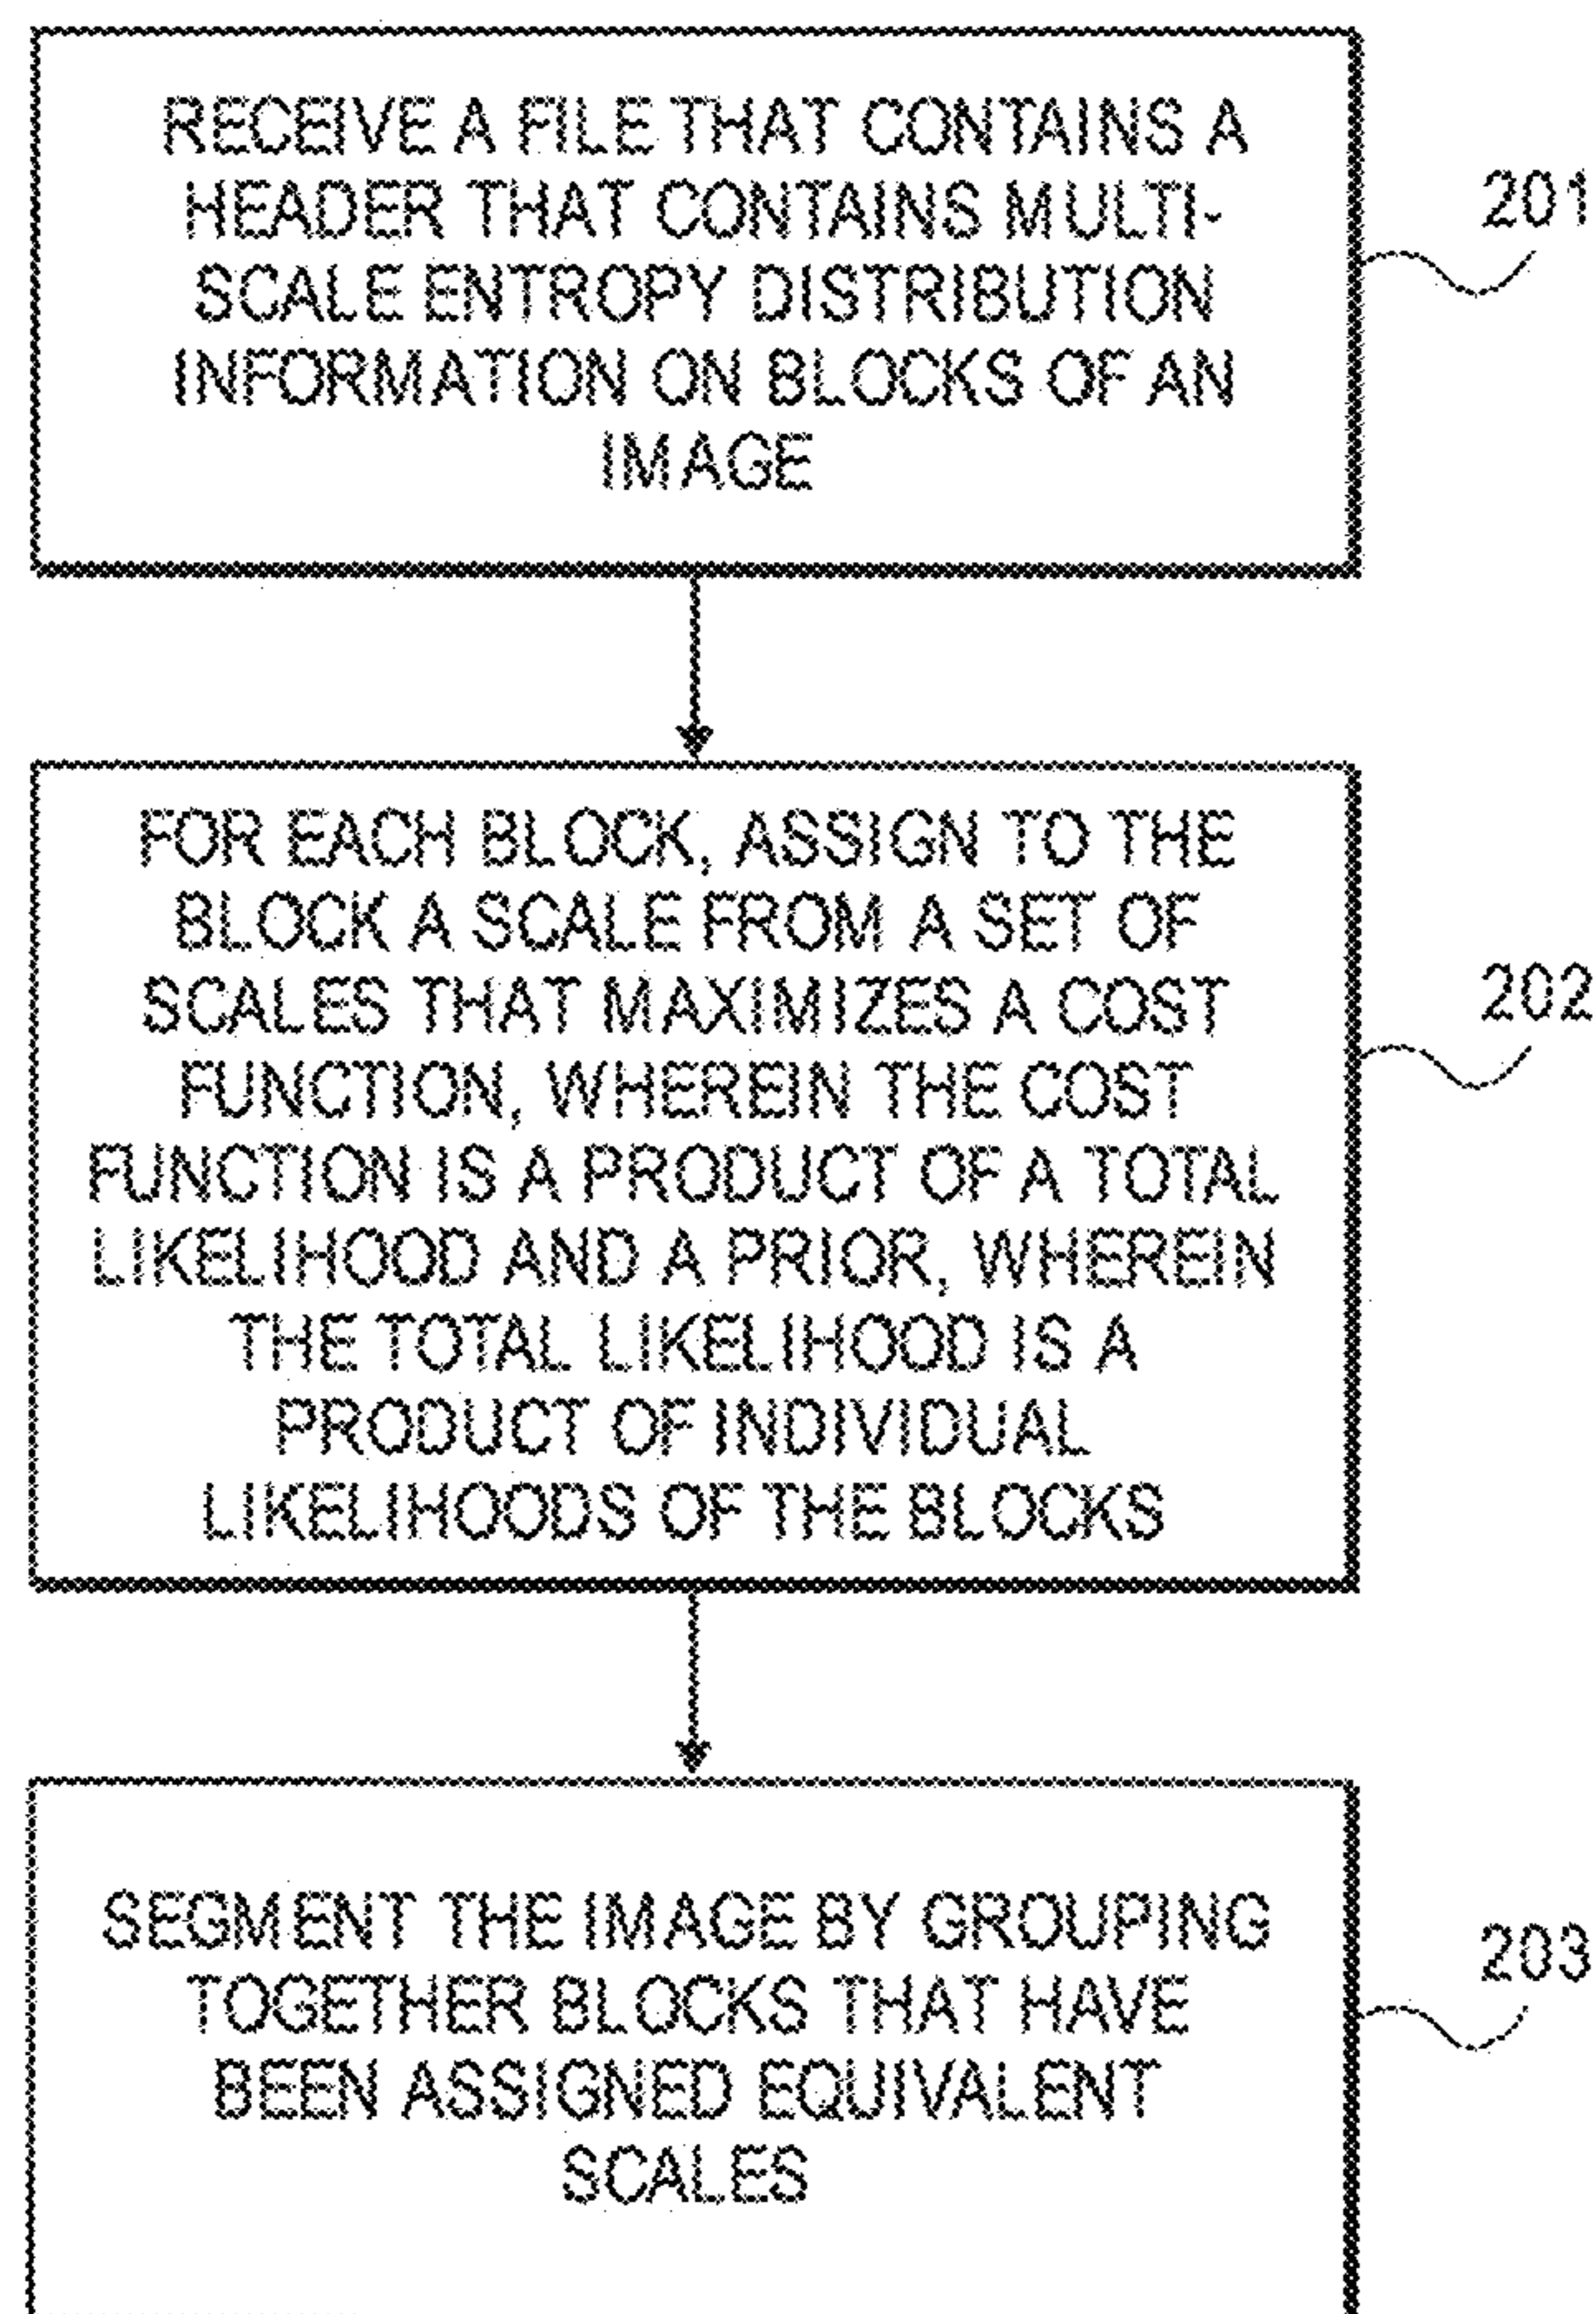 RECEIVE A FILE THAT CONTAINS A
HEADER THAT CONTAINS MULTI-
SCALE ENTROPY DISTRIBUTION
INFORMATION ON BLOCKS OF AN
IMAGE
201
FOR EACH BLOCK, ASSIGN TO THE
BLOCK A SCALE FROM A SET OF
SCALES THAT MAXIMIZES A COST
FUNCTION, WHEREIN THE COST
FUNCTION IS A PRODUCT OF A TOTAL
LIKELIHOOD AND A PRIOR, WHEREIN
THE TOTAL LIKELIHOOD IS A
PRODUCT OF INDIVIDUAL
LIKELIHOODS OF THE BLOCKS
202
SEGMENT THE IMAGE BY GROUPING
TOGETHER BLOCKS THAT HAVE
BEEN ASSIGNED EQUIVALENT
SCALES
203